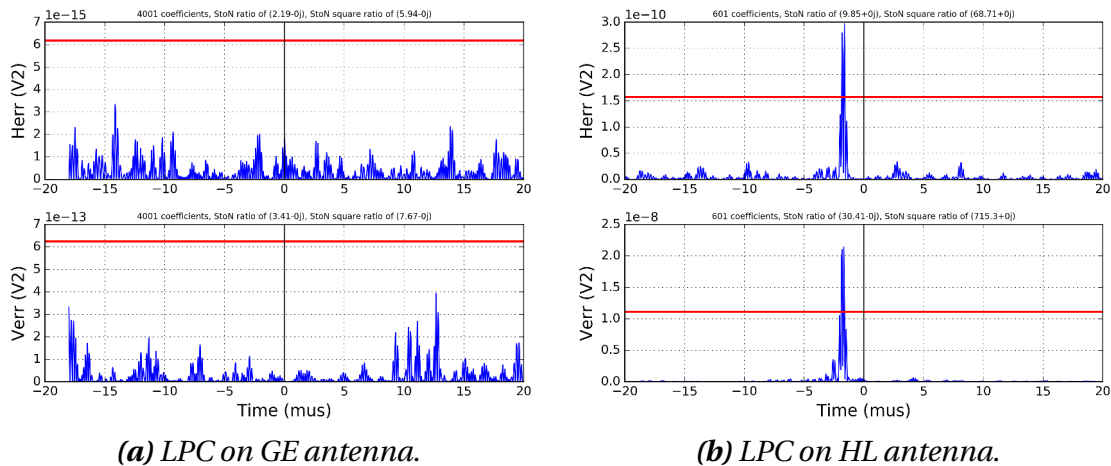 4001 coefficients, StoN ratio of (2.19-0j), StoN square ratio of (5.94-0j)
1e−15
7
6
5
4
3
2
1
0
Herr (V2)
−20 −15 −10 −5 0 5 10 15 20
4001 coefficients, StoN ratio of (3.41-0j), StoN square ratio of (7.67-0j)
1e−13
7
6
5
4
3
2
1
0
Verr (V2)
−20 −15 −10 −5 0 5 10 15 20
Time (mus)
(a) LPC on GE antenna.
601 coefficients, StoN ratio of (9.85+0j), StoN square ratio of (68.71+0j)
1e−10
3.0
2.5
2.0
1.5
1.0
0.5
0.0
Herr (V2)
−20 −15 −10 −5 0 5 10 15 20
601 coefficients, StoN ratio of (30.41-0j), StoN square ratio of (715.3+0j)
1e−8
2.5
2.0
1.5
1.0
0.5
0.0
Verr (V2)
−20 −15 −10 −5 0 5 10 15 20
Time (mus)
(b) LPC on HL antenna.